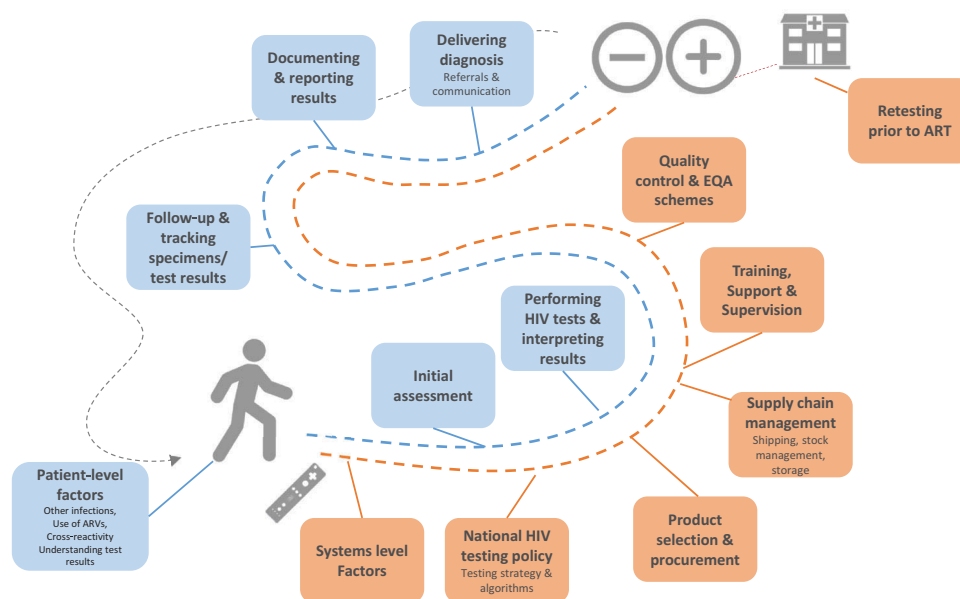 Documenting
& reporting
results
Delivering
diagnosis
Referrals &
communication
Retesting
prior to ART
Quality
control & EQA
schemes
Follow-up &
tracking
specimens/
test results
Training,
Support &
Supervision
Performing
HIV tests &
interpreting
results
Initial
assessment
Supply chain
management
Shipping, stock
management,
storage
Patient-level
factors
Other infections,
Use of ARVs,
Cross-reactivity
Understanding test
results
Systems level
Factors
National HIV
testing policy
Testing strategy &
algorithms
Product
selection &
procurement